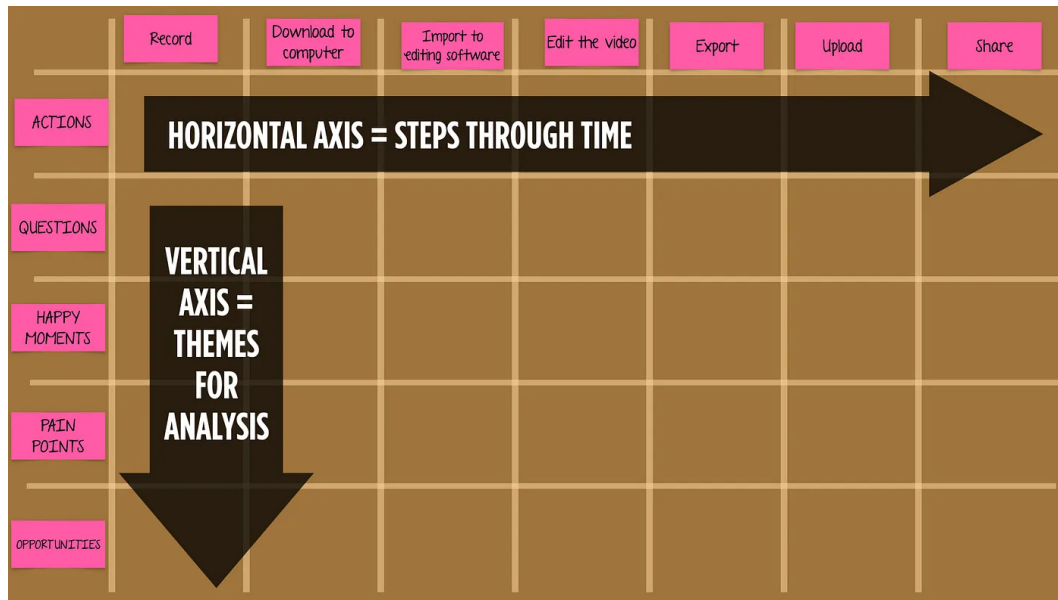 Record
Download to
computer
Import to
editing software
Edit the video
Export
Upload
Share
ACTIONS
HORIZONTAL AXIS = STEPS THROUGH TIME
QUESTIONS
VERTICAL
AXIS =
THEMES
FOR
ANALYSIS
HAPPY
MOMENTS
PAIN
POINTS
OPPORTUNITIES